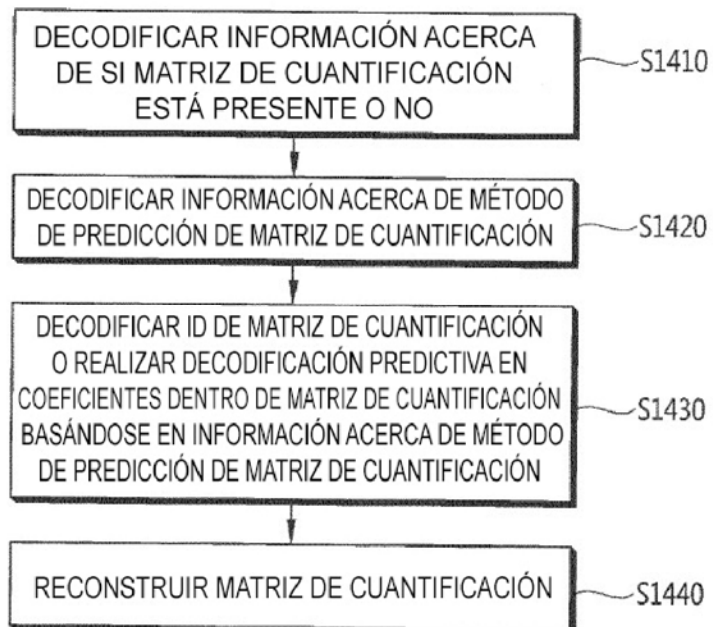 DECODIFICAR INFORMACIÓN ACERCA
DE SI MATRIZ DE CUANTIFICACIÓN
ESTÁ PRESENTE O NO
S1410
DECODIFICAR INFORMACIÓN ACERCA DE MÉTODO
DE PREDICCIÓN DE MATRIZ DE CUANTIFICACIÓN
S1420
DECODIFICAR ID DE MATRIZ DE CUANTIFICACIÓN
O REALIZAR DECODIFICACIÓN PREDICTIVA EN
COEFICIENTES DENTRO DE MATRIZ DE CUANTIFICACIÓN
BASÁNDOSE EN INFORMACIÓN ACERCA DE MÉTODO
DE PREDICCIÓN DE MATRIZ DE CUANTIFICACIÓN
S1430
RECONSTRUIR MATRIZ DE CUANTIFICACIÓN
S1440